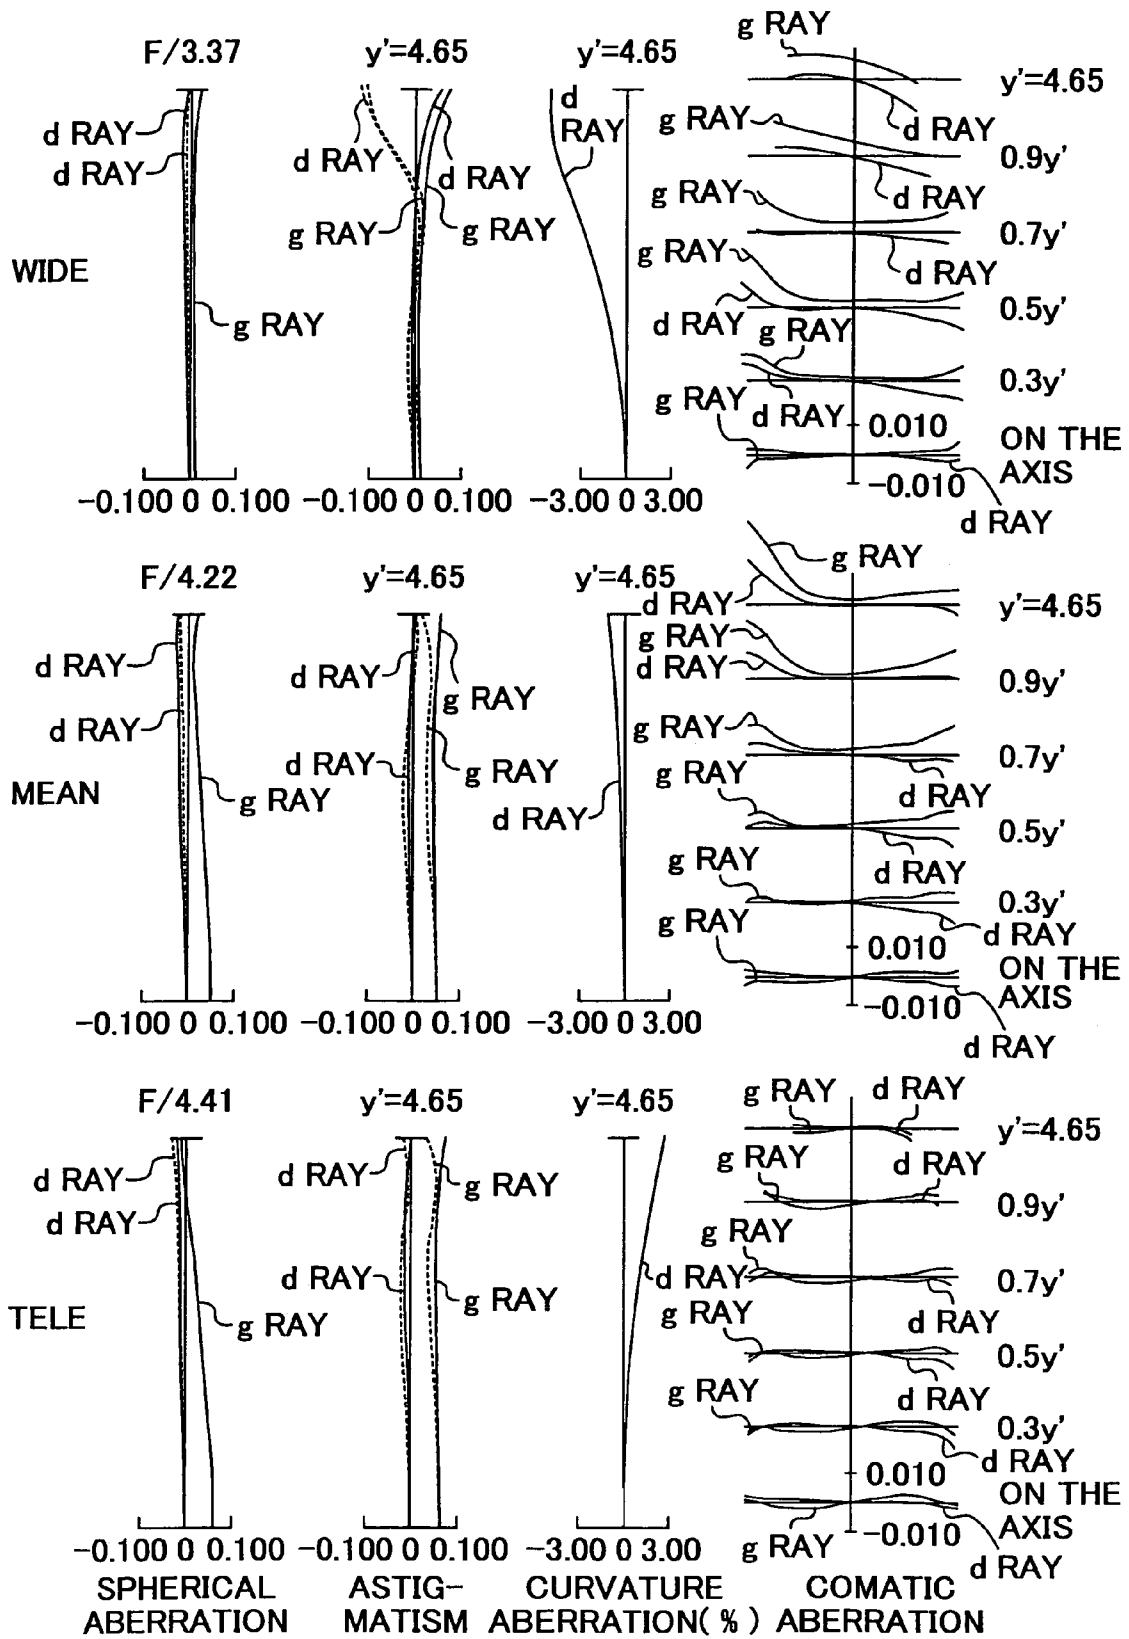 F/3.37
y'=4.65
y'=4.65
g RAY
y'=4.65
d RAY
d RAY
d RAY
d RAY
g RAY
g RAY
d
RAY
g RAY
d RAY
0.9y'
g RAY
d RAY
0.7y'
WIDE
g RAY
g RAY
d RAY
d RAY
g RAY
0.5y'
0.3y'
g RAY
d RAY
0.010
ON THE
AXIS
-0.010
d RAY
-0.100 0 0.100
-0.100 0 0.100
-3.00 0 3.00
F/4.22
y'=4.65
y'=4.65
g RAY
d RAY
y'=4.65
d RAY
d RAY
g RAY
g RAY
d RAY
0.9y'
d RAY
d RAY
g RAY
g RAY
0.7y'
MEAN
g RAY
d RAY
g RAY
d RAY
0.5y'
g RAY
d RAY
0.3y'
g RAY
d RAY
0.010
ON THE
AXIS
-0.010
d RAY
-0.100 0 0.100
-0.100 0 0.100
-3.00 0 3.00
F/4.41
y'=4.65
y'=4.65
g RAY
d RAY
y'=4.65
d RAY
d RAY
d RAY
g RAY
g RAY
d RAY
0.9y'
g RAY
d RAY
g RAY
d RAY
0.7y'
TELE
g RAY
g RAY
d RAY
0.5y'
g RAY
d RAY
0.3y'
d RAY
0.010
ON THE
AXIS
-0.010
g RAY
d RAY
-0.100 0 0.100
-0.100 0 0.100
-3.00 0 3.00
SPHERICAL
ABERRATION
ASTIG-
MATISM
CURVATURE
ABERRATION(%)
COMATIC
ABERRATION